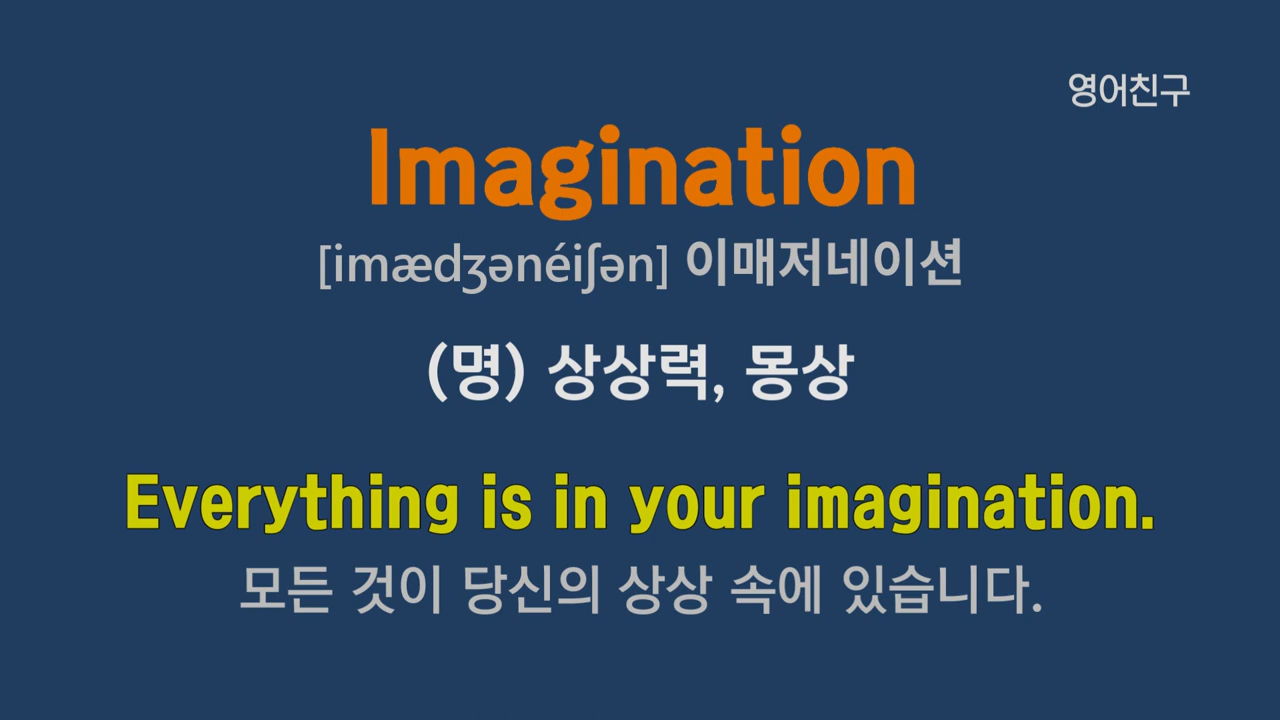 영어친구
Imagination
[imædʒənéiʃən] 이매저네이션
(명) 상상력, 몽상
Everything is in your imagination.
모든 것이 당신의 상상 속에 있습니다.